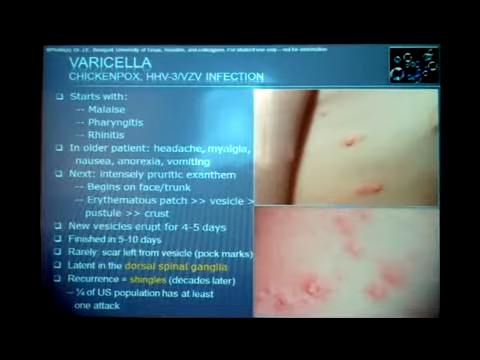 VARICELLA
CHICKENPOX; HHV-3/VZV INFECTION
Starts with:
-- Malaise
-- Pharyngitis
-- Rhinitis
In older patient: headache, myalgia,
nausea, anorexia, vomiting
Next: intensely pruritic exanthem
-- Begins on face/trunk
-- Erythematous patch >> vesicle >
pustule >> crust
New vesicles erupt for 4-5 days
Finished in 5-10 days
Rarely: scar left from vesicle (pock marks)
Latent in the dorsal spinal ganglia
Recurrence = shingles (decades later)
-- ¼ of US population has at least
one attack